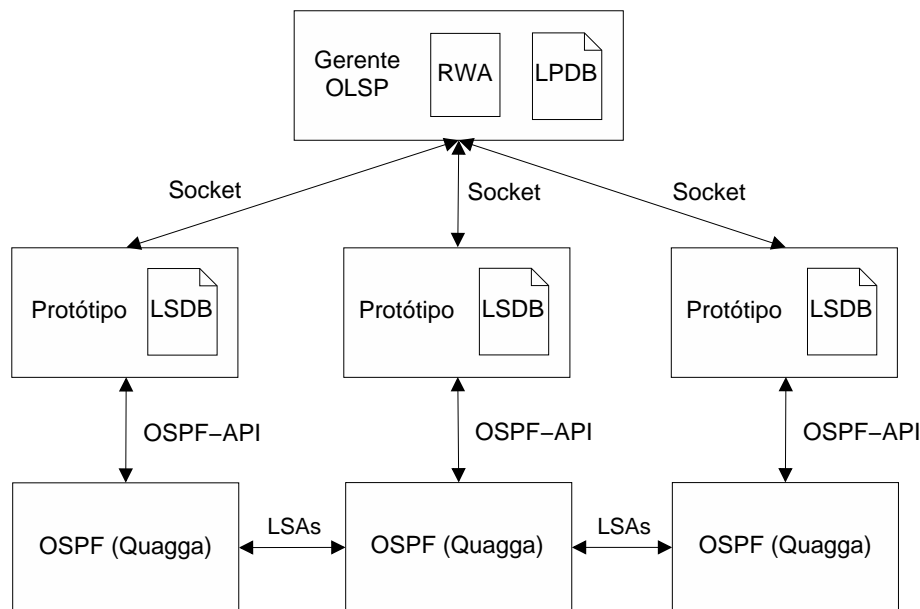 Gerente
OLSP
RWA
LPDB
Socket
Socket
Socket
Protótipo
LSDB
Protótipo
LSDB
Protótipo
LSDB
OSPF−API
OSPF−API
OSPF−API
OSPF (Quagga)
LSAs
OSPF (Quagga)
LSAs
OSPF (Quagga)